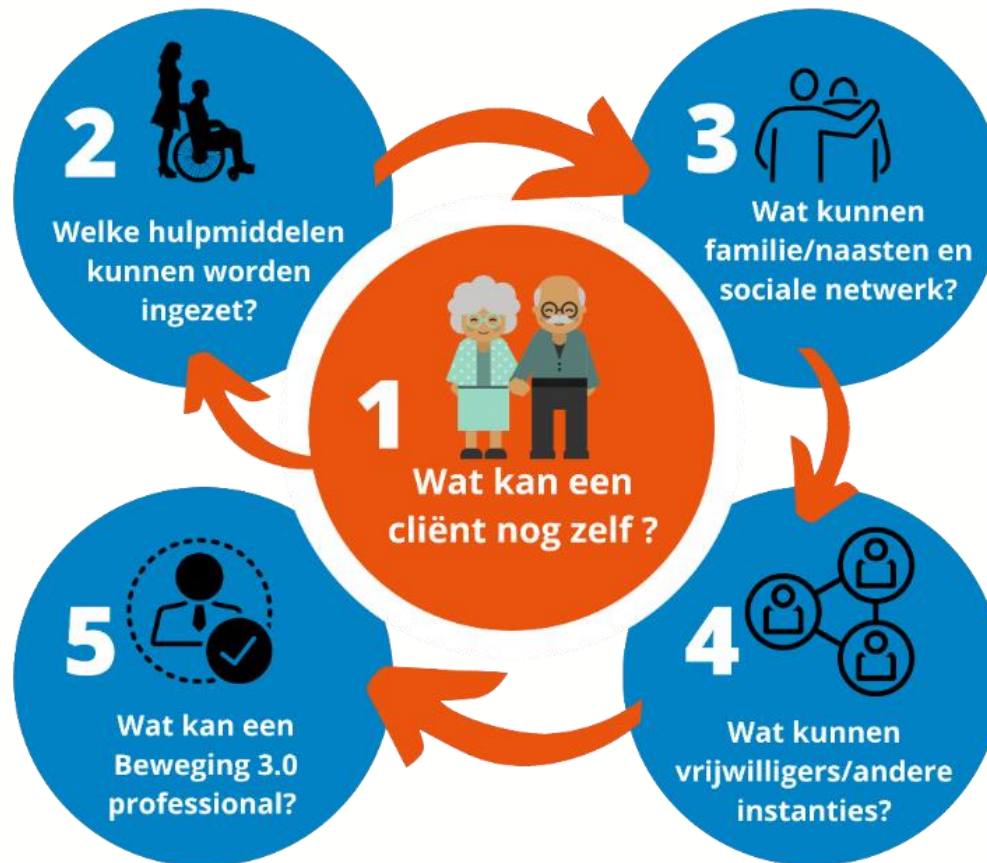 1
Wat kan een
cliënt nog zelf ?
2
Welke hulpmiddelen
kunnen worden
ingezet?
3
Wat kunnen
familie/naasten en
sociale netwerk?
4
Wat kunnen
vrijwilligers/andere
instanties?
5
Wat kan een
Beweging 3.0
professional?